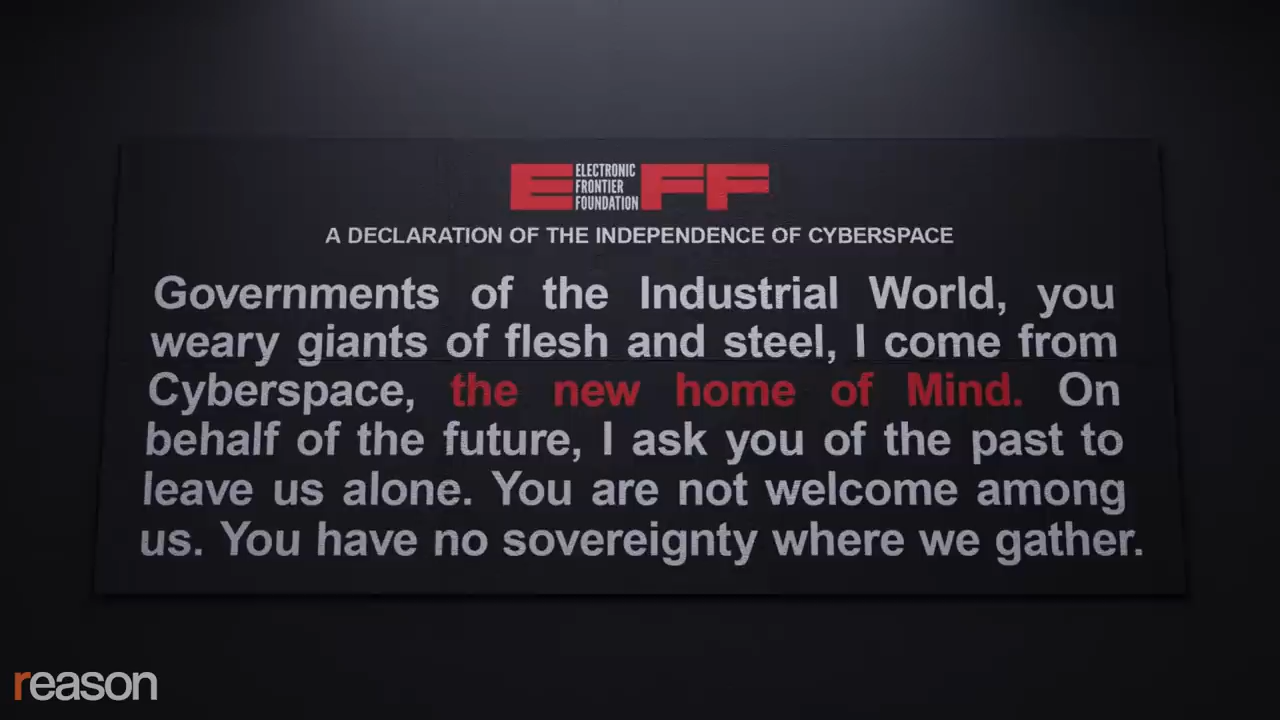 EFF
ELECTRONIC
FRONTIER
FOUNDATION
A DECLARATION OF THE INDEPENDENCE OF CYBERSPACE
Governments of the Industrial World, you
weary giants of flesh and steel, I come from
Cyberspace, the new home of Mind. On
behalf of the future, I ask you of the past to
leave us alone. You are not welcome among
us. You have no sovereignty where we gather.
reason